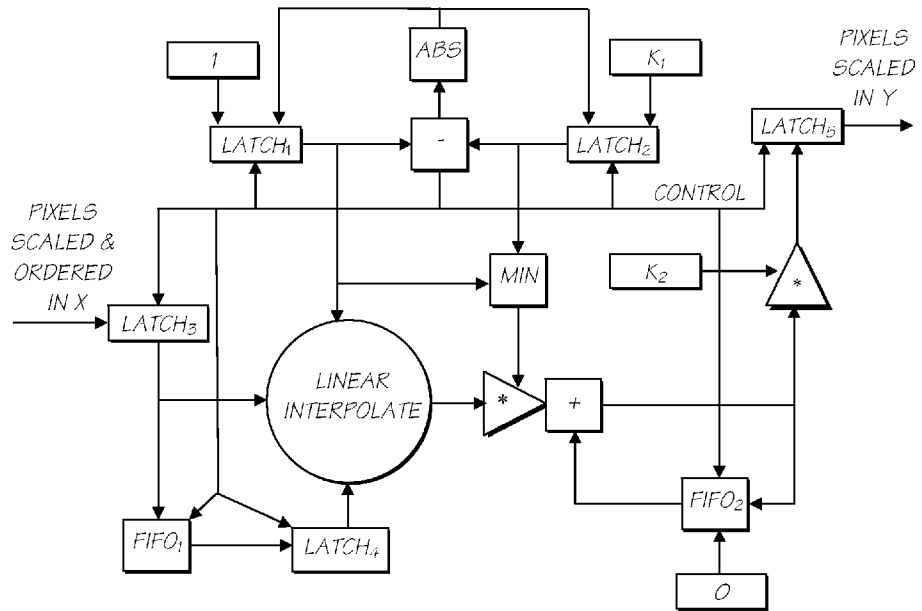 1
ABS
K₁
PIXELS
SCALED
IN Y
LATCH₁
-
LATCH₂
LATCH₅
CONTROL
PIXELS
SCALED &
ORDERED
IN X
MIN
K₂
*
LATCH₃
LINEAR
INTERPOLATE
*
+
FIFO₁
LATCH₄
FIFO₂
0